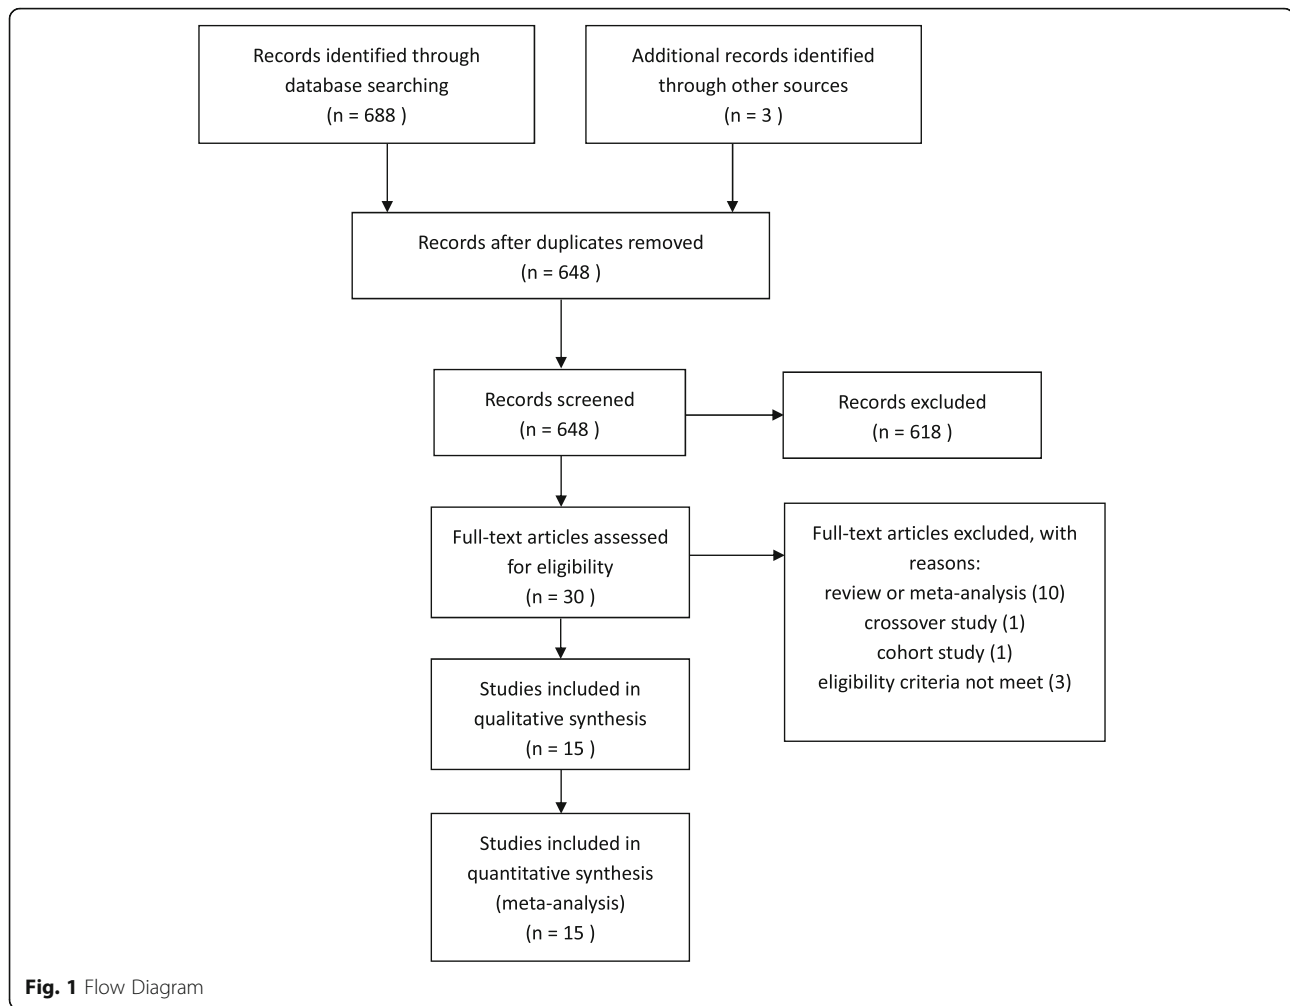 Records identified through
database searching
(n = 688 )
Additional records identified
through other sources
(n = 3 )
Records after duplicates removed
(n = 648 )
Records screened
(n = 648 )
Records excluded
(n = 618 )
Full-text articles assessed
for eligibility
(n = 30 )
Full-text articles excluded, with
reasons:
review or meta-analysis (10)
crossover study (1)
cohort study (1)
eligibility criteria not meet (3)
Studies included in
qualitative synthesis
(n = 15 )
Studies included in
quantitative synthesis
(meta-analysis)
(n = 15 )
Fig. 1 Flow Diagram